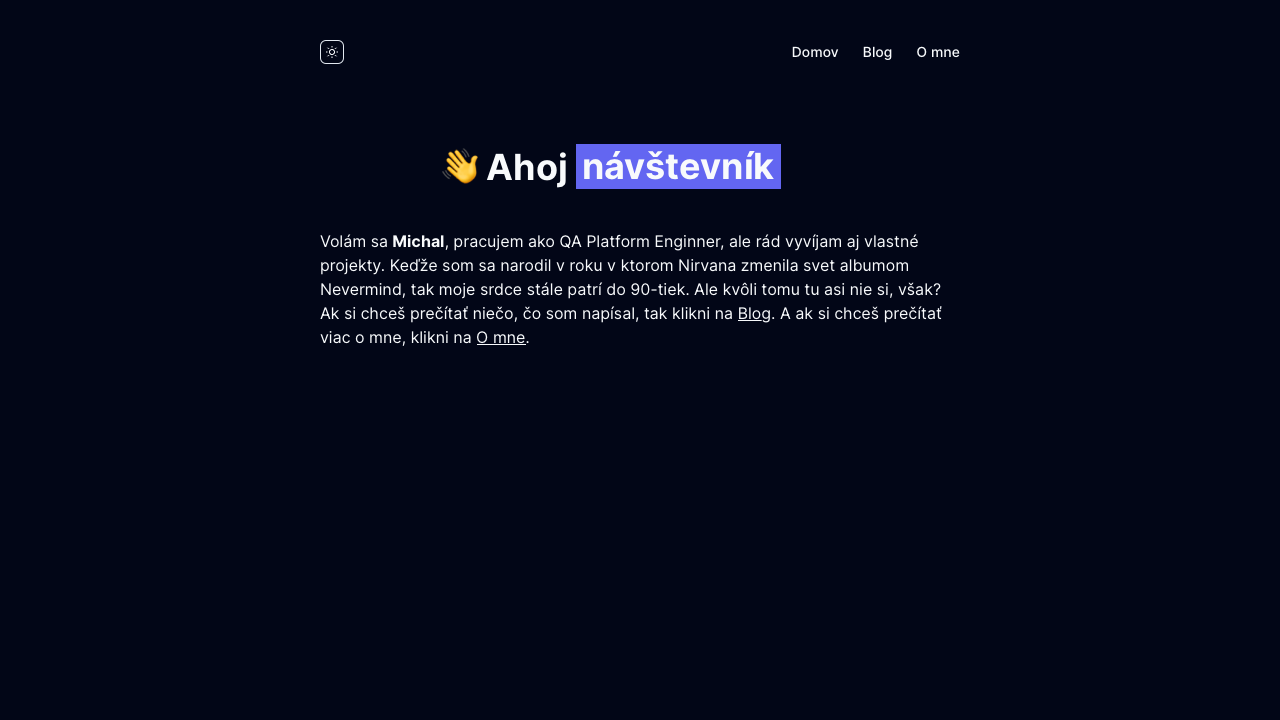 Domov Blog O mne
👋 Ahoj návštevník
Volám sa Michal, pracujem ako QA Platform Enginner, ale rád vyvíjam aj vlastné
projekty. Keďže som sa narodil v roku v ktorom Nirvana zmenila svet albumom
Nevermind, tak moje srdce stále patrí do 90-tiek. Ale kvôli tomu tu asi nie si, však?
Ak si chceš prečítať niečo, čo som napísal, tak klikni na Blog. A ak si chceš prečítať
viac o mne, klikni na O mne.